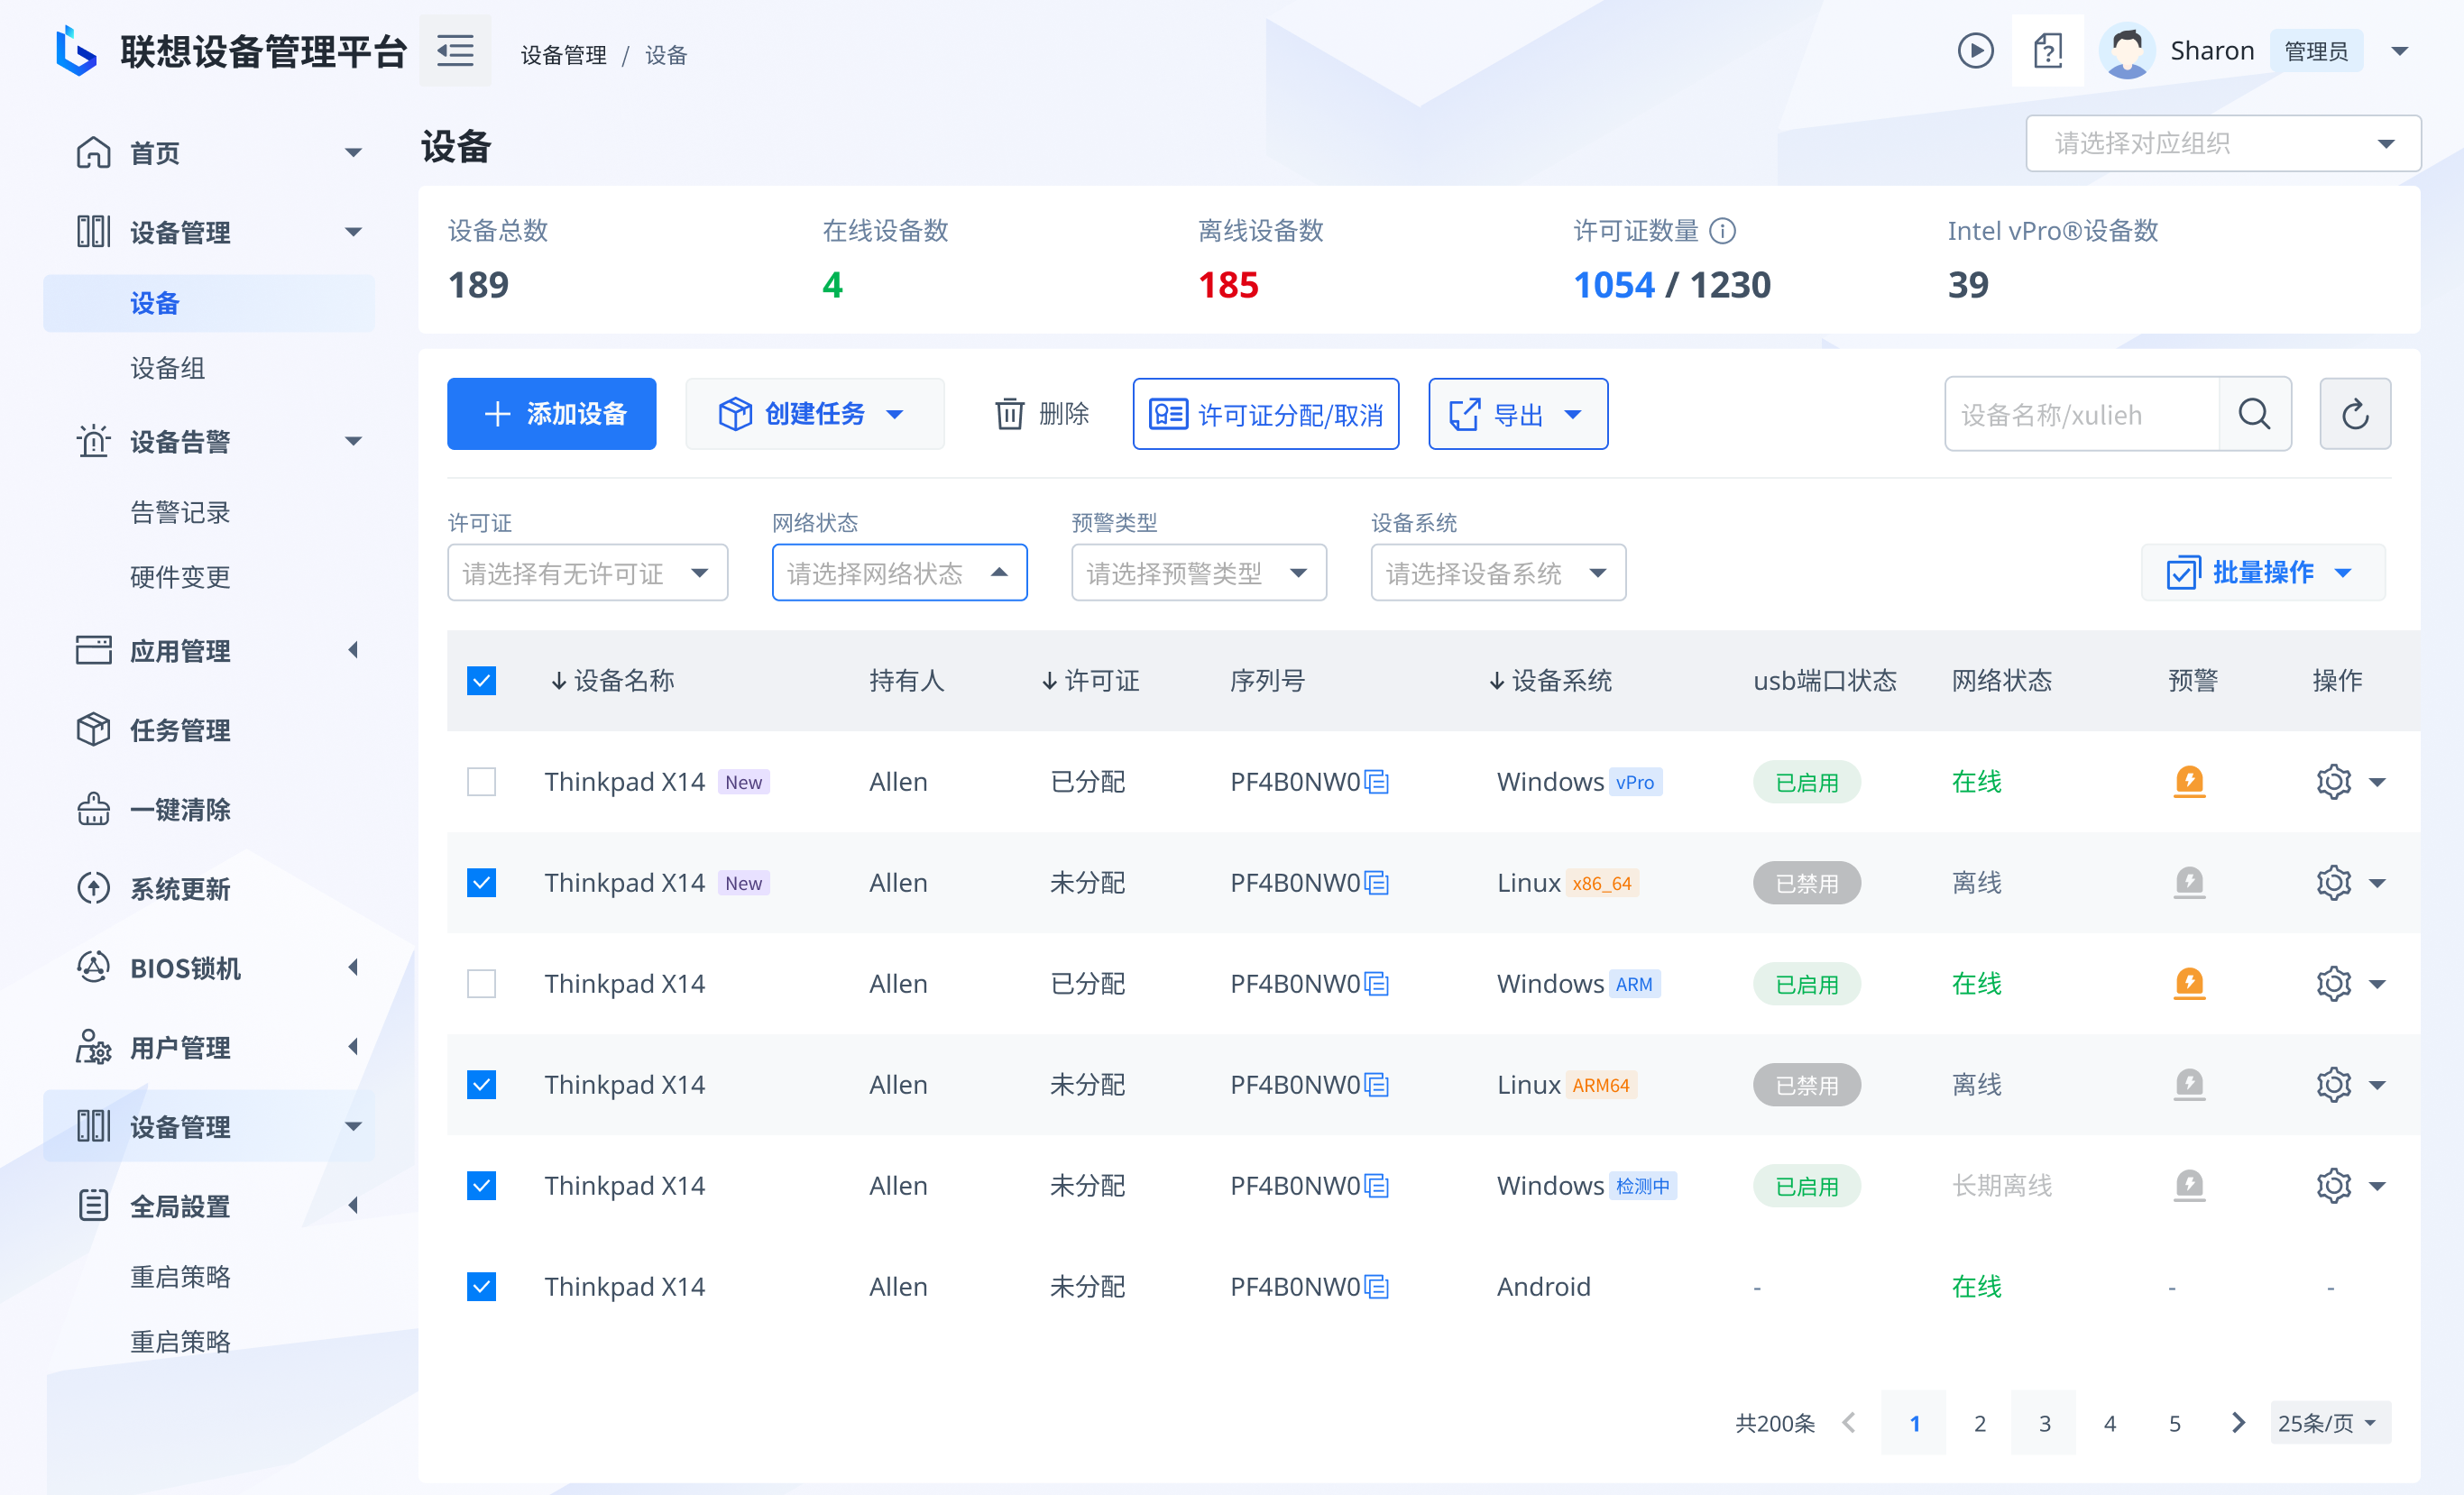 联想设备管理平台
设备管理 / 设备
Sharon 管理员
首页
设备管理
设备
设备组
设备告警
告警记录
硬件变更
应用管理
任务管理
一键清除
系统更新
BIOS锁机
用户管理
设备管理
全局設置
重启策略
重启策略
设备
请选择对应组织
设备总数 在线设备数 离线设备数 许可证数量 Intel vPro®设备数
189 4 185 1054 / 1230 39
添加设备 创建任务 删除 许可证分配/取消 导出 设备名称/xulieh
许可证 网络状态 预警类型 设备系统
请选择有无许可证 请选择网络状态 请选择预警类型 请选择设备系统 批量操作
设备名称 持有人 许可证 序列号 设备系统 usb端口状态 网络状态 预警 操作
Thinkpad X14 New Allen 已分配 PF4B0NW0 Windows vPro 已启用 在线
Thinkpad X14 New Allen 未分配 PF4B0NW0 Linux x86_64 已禁用 离线
Thinkpad X14 Allen 已分配 PF4B0NW0 Windows ARM 已启用 在线
Thinkpad X14 Allen 未分配 PF4B0NW0 Linux ARM64 已禁用 离线
Thinkpad X14 Allen 未分配 PF4B0NW0 Windows 检测中 已启用 长期离线
Thinkpad X14 Allen 未分配 PF4B0NW0 Android - 在线 - -
共200条 1 2 3 4 5 25条/页